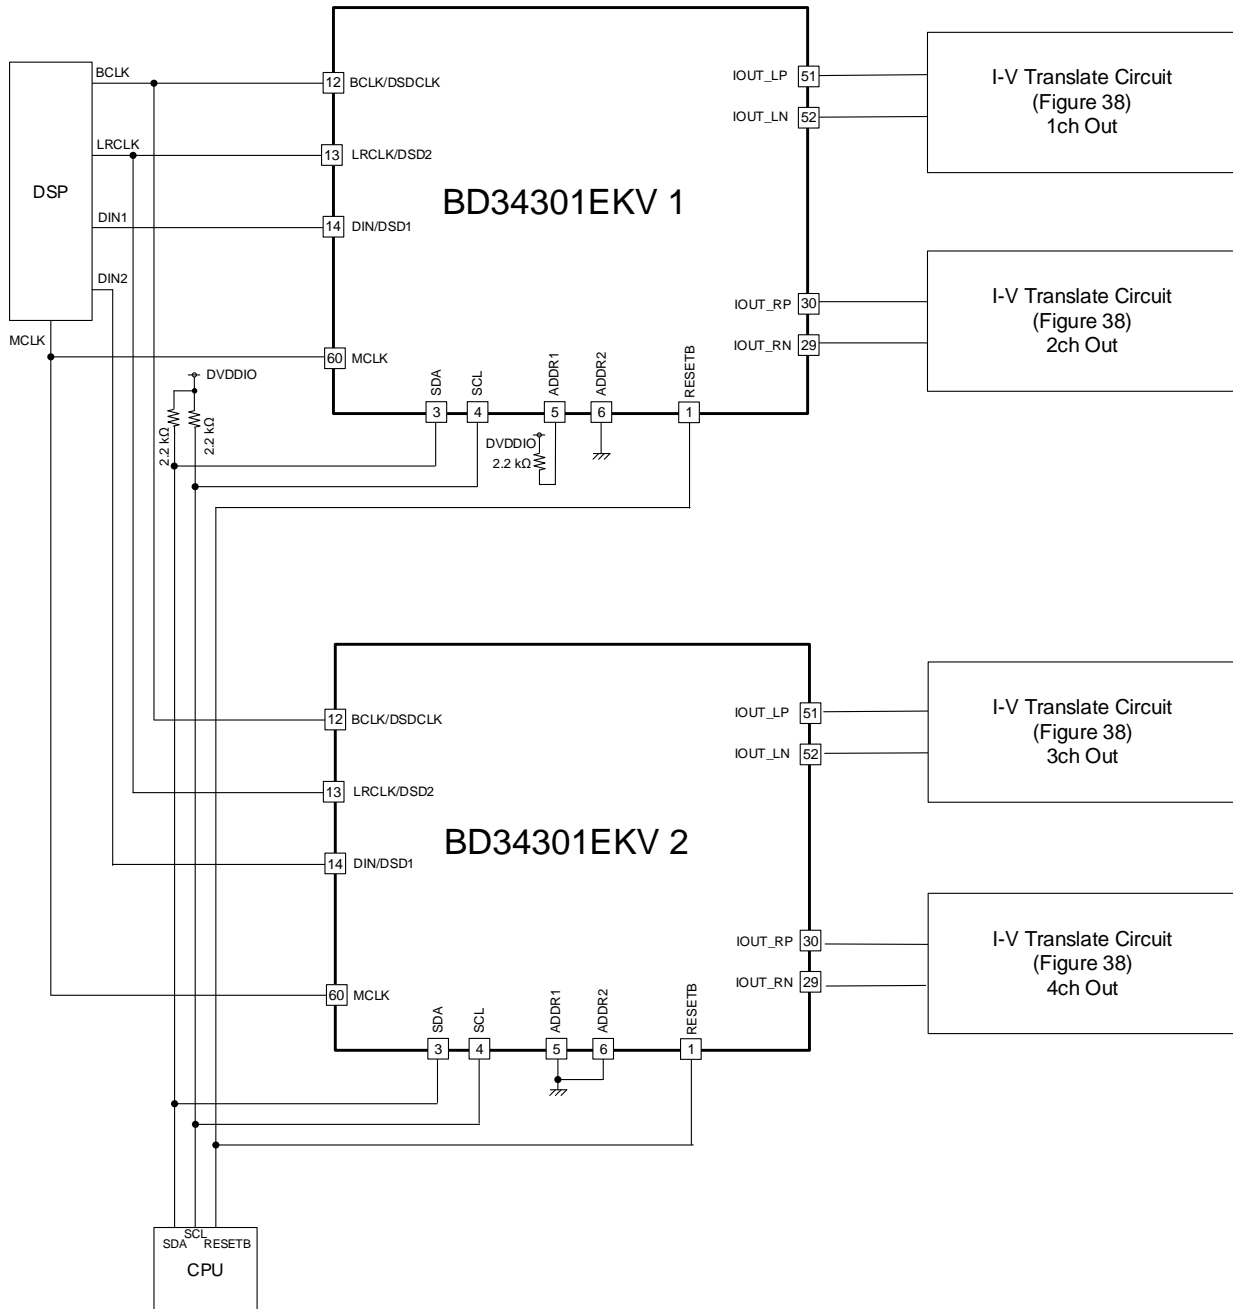 DSP
BCLK
LRCLK
DIN1
DIN2
MCLK
BD34301EKV 1
12 BCLK/DSDCLK
13 LRCLK/DSD2
14 DIN/DSD1
60 MCLK
SDA
3
SCL
4
ADDR1
5
ADDR2
6
RESETB
1
IOUT_LP 51
IOUT_LN 52
IOUT_RP 30
IOUT_RN 29
I-V Translate Circuit
(Figure 38)
1ch Out
I-V Translate Circuit
(Figure 38)
2ch Out
DVDDIO
2.2 kΩ
2.2 kΩ
DVDDIO
2.2 kΩ
BD34301EKV 2
12 BCLK/DSDCLK
13 LRCLK/DSD2
14 DIN/DSD1
60 MCLK
SDA
3
SCL
4
ADDR1
5
ADDR2
6
RESETB
1
IOUT_LP 51
IOUT_LN 52
IOUT_RP 30
IOUT_RN 29
I-V Translate Circuit
(Figure 38)
3ch Out
I-V Translate Circuit
(Figure 38)
4ch Out
SDA
SCL
RESETB
CPU